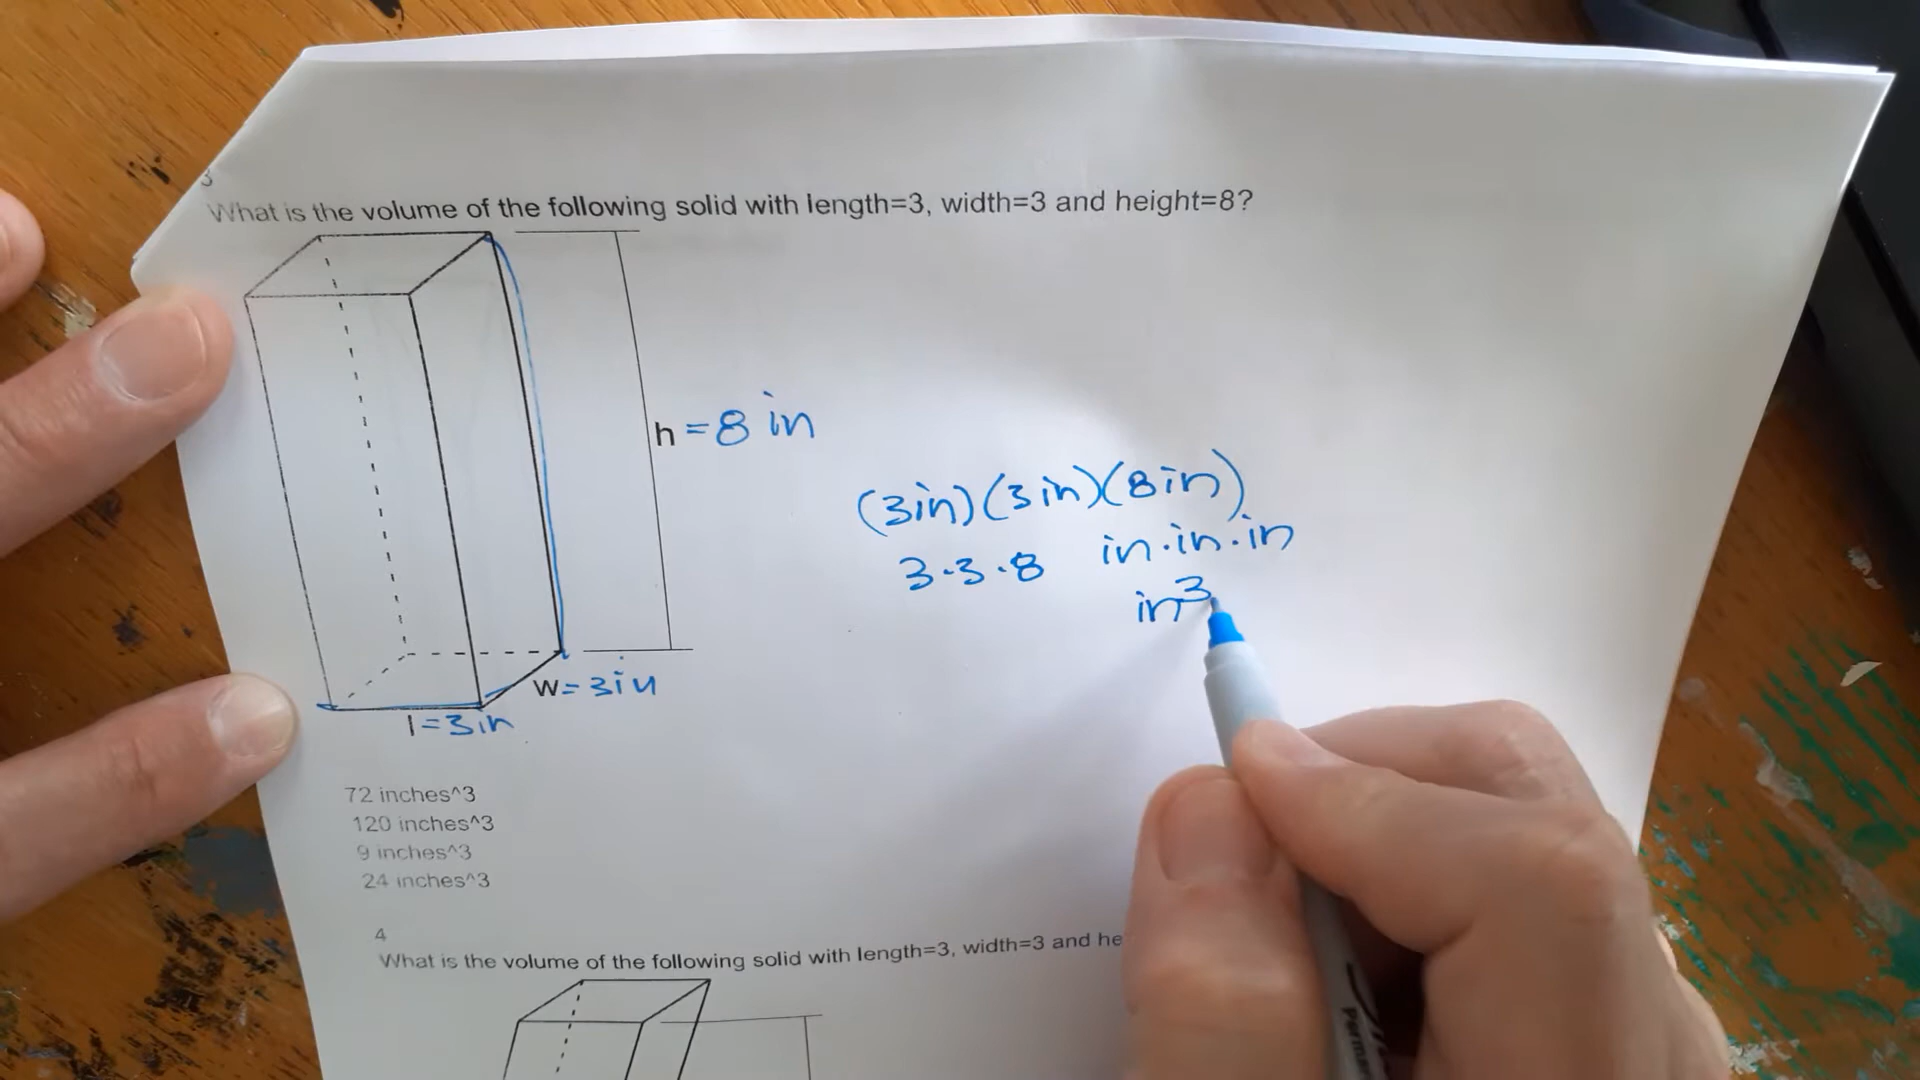 3
What is the volume of the following solid with length=3, width=3 and height=8?
h = 8 in
(3in)(3in)(8in)
3·3·8 in·in·in
in^3
w=3in
l=3in
72 inches^3
120 inches^3
9 inches^3
24 inches^3
4
What is the volume of the following solid with length=3, width=3 and he